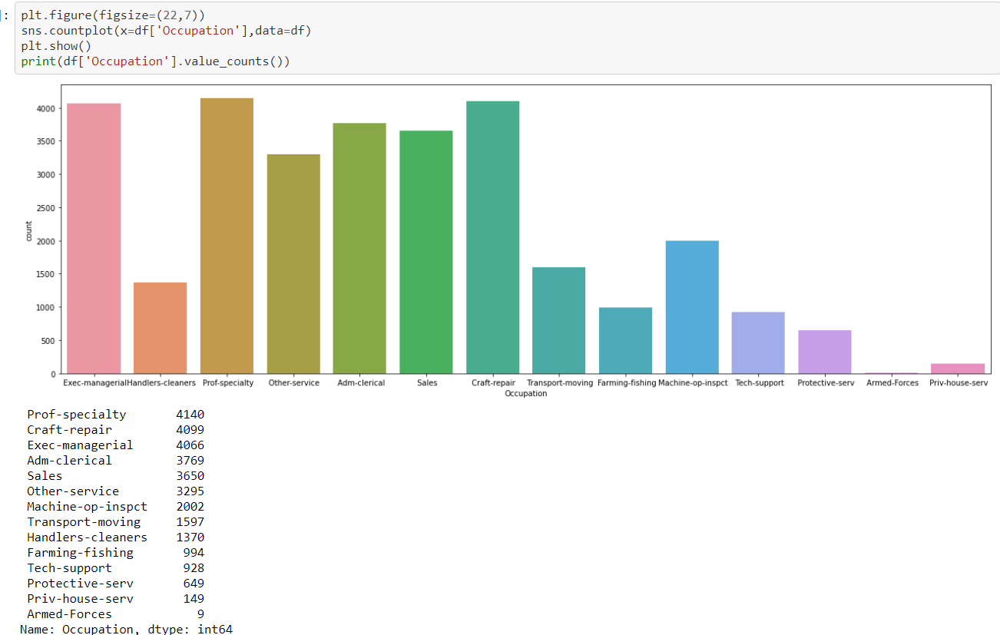 ]: plt.figure(figsize=(22,7))
sns.countplot(x=df['Occupation'],data=df)
plt.show()
print(df['Occupation'].value_counts())
4000
3500
3000
2500
2000
1500
1000
500
0
count
Exec-managerial Handlers-cleaners Prof-specialty Other-service Adm-clerical Sales Craft-repair Transport-moving Farming-fishing Machine-op-inspct Tech-support Protective-serv Armed-Forces Priv-house-serv
Occupation
Prof-specialty 4140
Craft-repair 4099
Exec-managerial 4066
Adm-clerical 3769
Sales 3650
Other-service 3295
Machine-op-inspct 2002
Transport-moving 1597
Handlers-cleaners 1370
Farming-fishing 994
Tech-support 928
Protective-serv 649
Priv-house-serv 149
Armed-Forces 9
Name: Occupation, dtype: int64